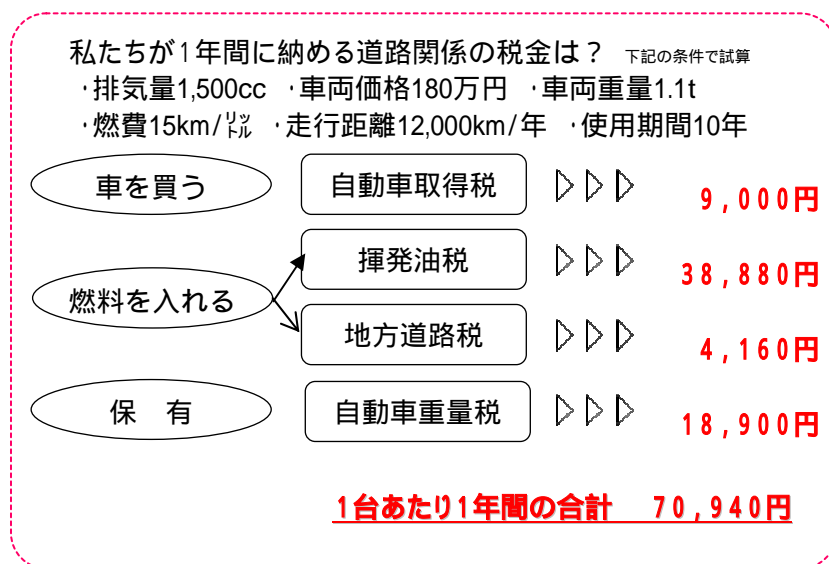 私たちが1年間に納める道路関係の税金は？ 下記の条件で試算
･排気量1,500cc ･車両価格180万円 ･車両重量1.1t
･燃費15km/㍑ ･走行距離12,000km/年 ･使用期間10年
車を買う 自動車取得税 9,000円
揮発油税 38,880円
燃料を入れる
地方道路税 4,160円
保　有 自動車重量税 18,900円
1台あたり1年間の合計　70,940円